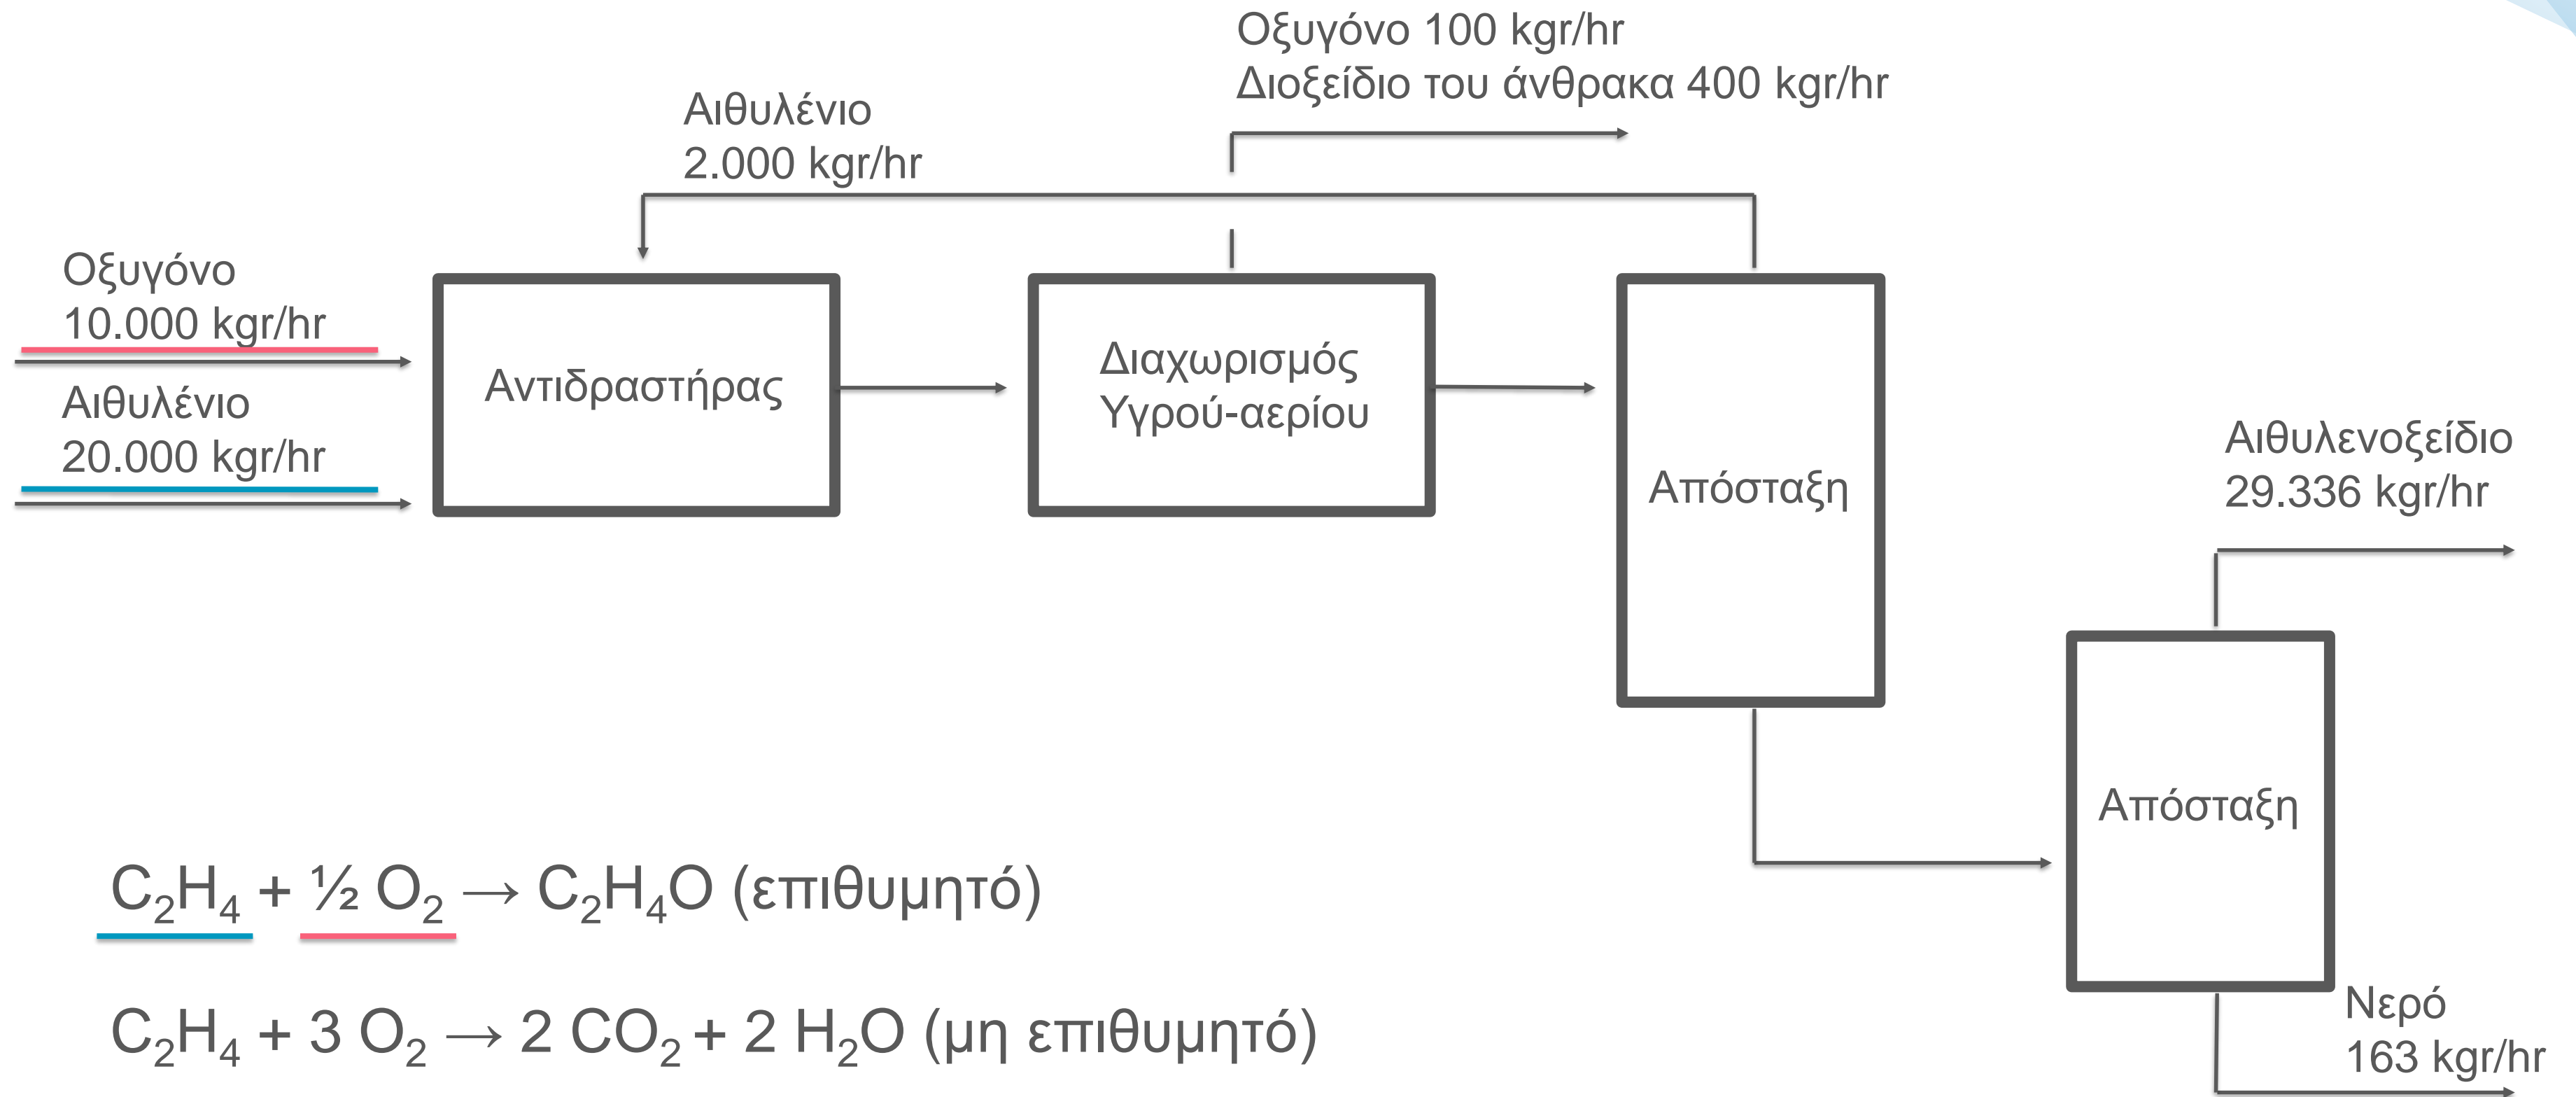 Οξυγόνο 100 kgr/hr
Διοξείδιο του άνθρακα 400 kgr/hr
Αιθυλένιο
2.000 kgr/hr
Οξυγόνο
10.000 kgr/hr
Αιθυλένιο
20.000 kgr/hr
Αντιδραστήρας
Διαχωρισμός
Υγρού-αερίου
Απόσταξη
Αιθυλενοξείδιο
29.336 kgr/hr
Απόσταξη
Νερό
163 kgr/hr
C₂H₄ + ½ O₂ → C₂H₄O (επιθυμητό)
C₂H₄ + 3 O₂ → 2 CO₂ + 2 H₂O (μη επιθυμητό)